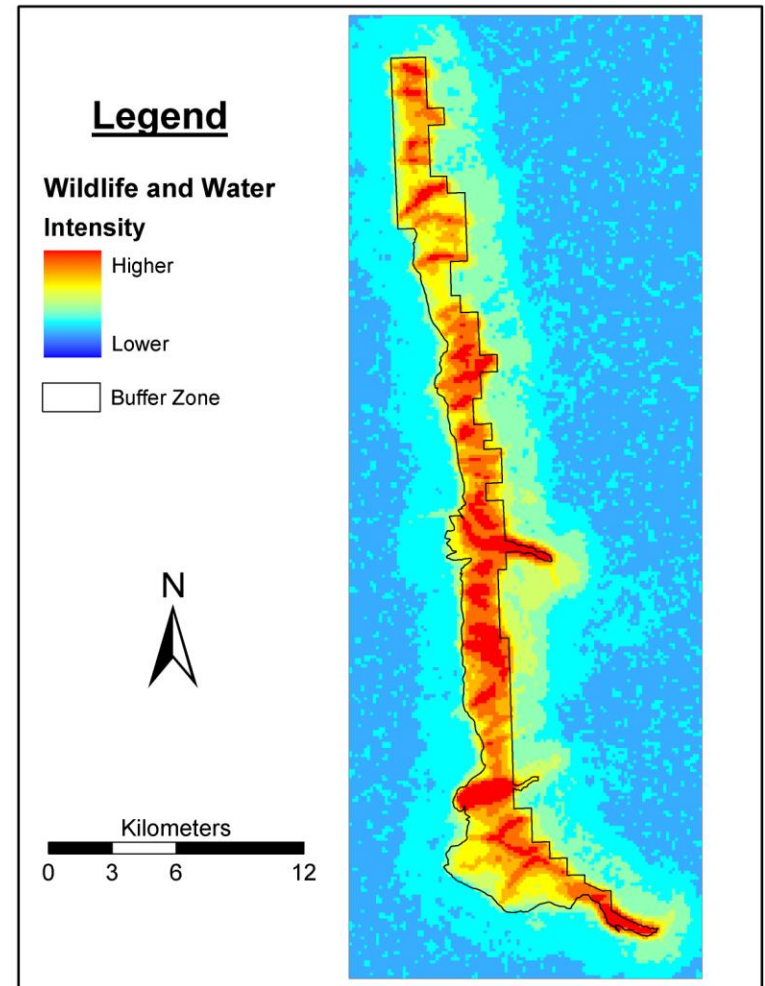 Legend
Wildlife and Water
Intensity
Higher
Lower
Buffer Zone
N
Kilometers
0 3 6 12